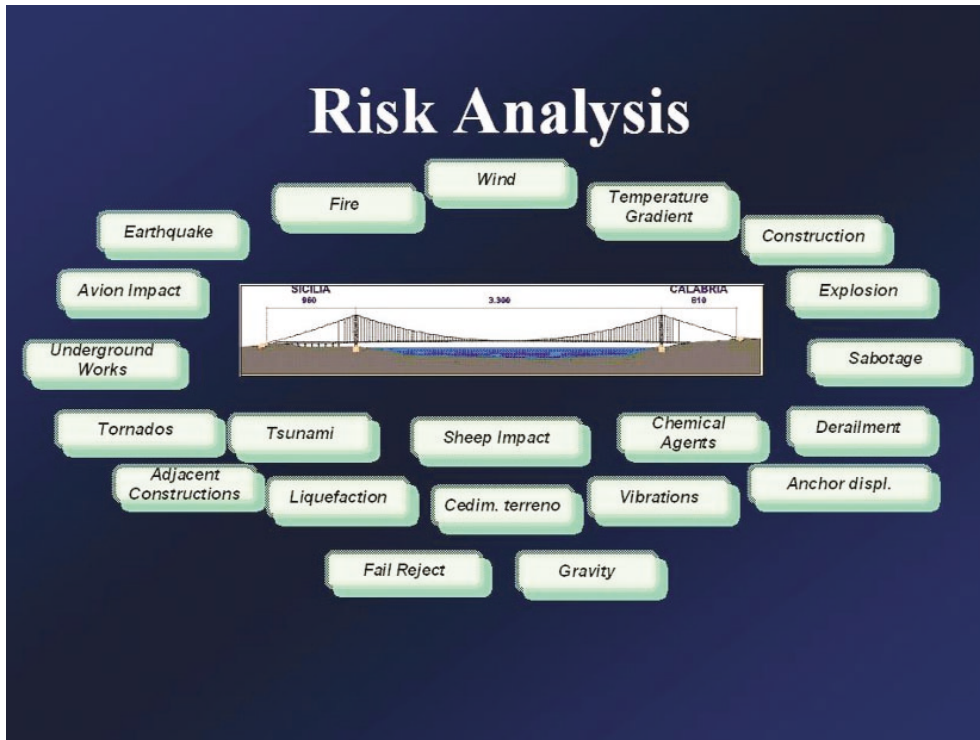 Risk Analysis
Wind
Fire
Temperature
Gradient
Earthquake
Construction
Avion Impact
Explosion
SICILIA
CALABRIA
960
3.300
810
Underground
Works
Sabotage
Tornados
Tsunami
Sheep Impact
Chemical
Agents
Derailment
Adjacent
Constructions
Liquefaction
Cedim. terreno
Vibrations
Anchor displ.
Fail Reject
Gravity